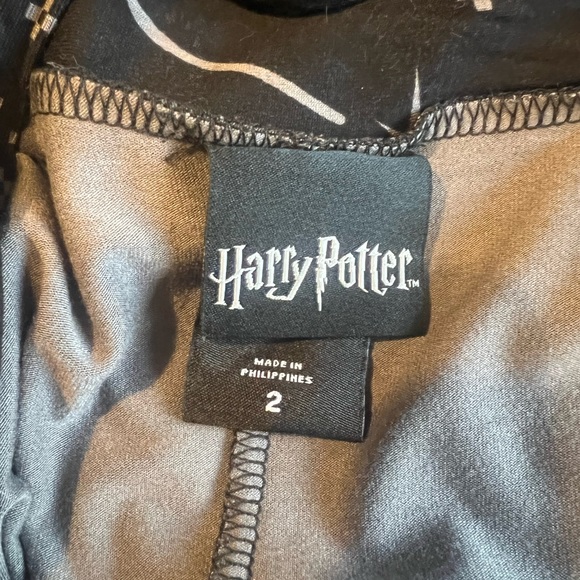 Harry Potter™
MADE IN
PHILIPPINES
2